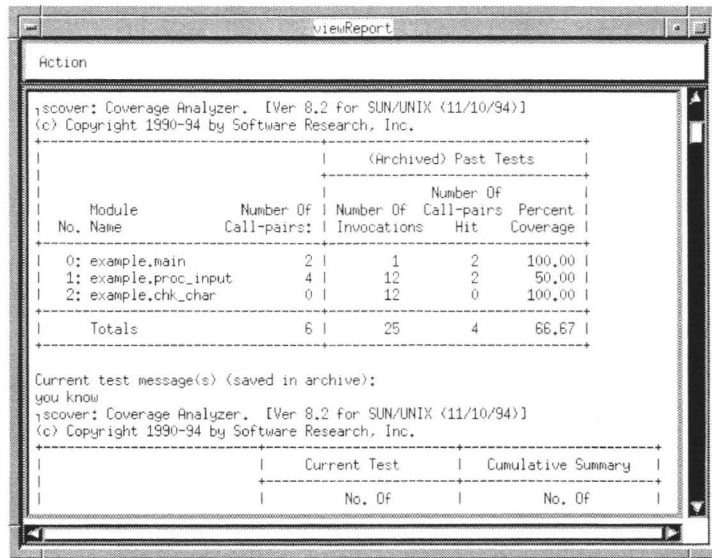 viewReport
Action
scover: Coverage Analyzer. [Ver 8.2 for SUN/UNIX (11/10/94)]
(c) Copyright 1990-94 by Software Research, Inc.
(Archived) Past Tests
Number Of
Module Number Of Number Of Call-pairs Percent
No. Name Call-pairs: Invocations Hit Coverage
0: example.main 2 1 2 100.00
1: example.proc_input 4 12 2 50.00
2: example.chk_char 0 12 0 100.00
Totals 6 25 4 66.67
Current test message(s) (saved in archive):
you know
scover: Coverage Analyzer. [Ver 8.2 for SUN/UNIX (11/10/94)]
(c) Copyright 1990-94 by Software Research, Inc.
Current Test Cumulative Summary
No. Of No. Of